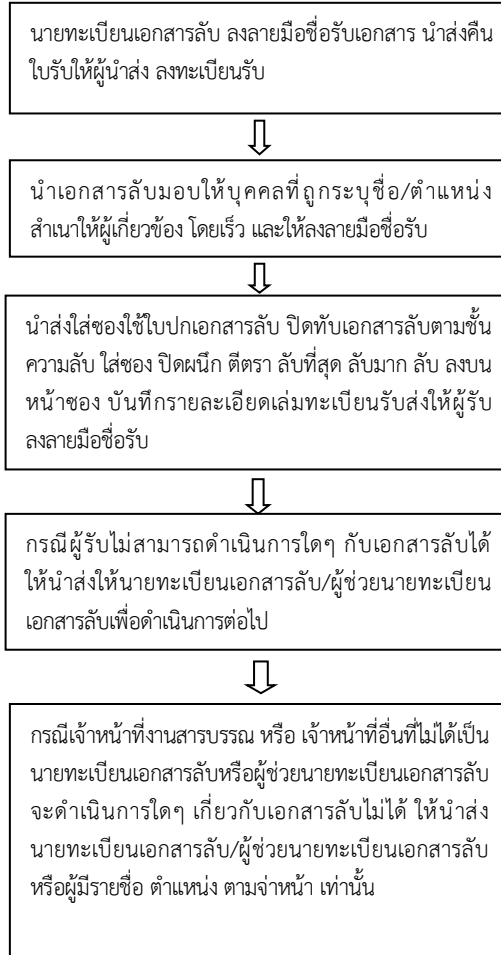 นายทะเบียนเอกสารลับ ลงลายมือชื่อรับเอกสาร นำส่งคืน
ใบรับให้ผู้นำส่ง ลงทะเบียนรับ
นำเอกสารลับมอบให้บุคคลที่ถูกระบุชื่อ/ตำแหน่ง
สำเนาให้ผู้เกี่ยวข้อง โดยเร็ว และให้ลงลายมือชื่อรับ
นำส่งใส่ซองใช้ใบปกเอกสารลับ ปิดทับเอกสารลับตามชั้น
ความลับ ใส่ซอง ปิดผนึก ตีตรา ลับที่สุด ลับมาก ลับ ลงบน
หน้าซอง บันทึกรายละเอียดเล่มทะเบียนรับส่งให้ผู้รับ
ลงลายมือชื่อรับ
กรณีผู้รับไม่สามารถดำเนินการใดๆ กับเอกสารลับได้
ให้นำส่งให้นายทะเบียนเอกสารลับ/ผู้ช่วยนายทะเบียน
เอกสารลับเพื่อดำเนินการต่อไป
กรณีเจ้าหน้าที่งานสารบรรณ หรือ เจ้าหน้าที่อื่นที่ไม่ได้เป็น
นายทะเบียนเอกสารลับหรือผู้ช่วยนายทะเบียนเอกสารลับ
จะดำเนินการใดๆ เกี่ยวกับเอกสารลับไม่ได้ ให้นำส่ง
นายทะเบียนเอกสารลับ/ผู้ช่วยนายทะเบียนเอกสารลับ
หรือผู้มีรายชื่อ ตำแหน่ง ตามจ่าหน้า เท่านั้น